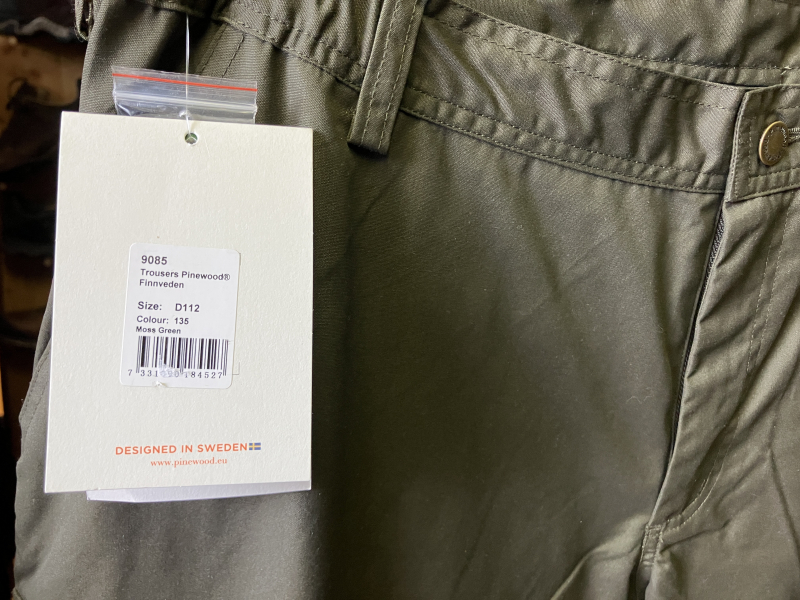 9085
Trousers Pinewood®
Finnveden
Size: D112
Colour: 135
Moss Green
DESIGNED IN SWEDEN
www.pinewood.eu